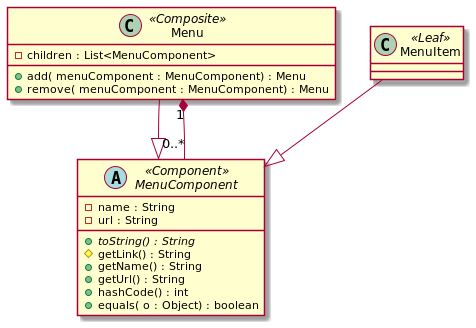 C «Composite»
Menu
children : List<MenuComponent>
add( menuComponent : MenuComponent) : Menu
remove( menuComponent : MenuComponent) : Menu
C «Leaf»
MenuItem
1
0..*
A «Component»
MenuComponent
name : String
url : String
toString() : String
getLink() : String
getName() : String
getUrl() : String
hashCode() : int
equals( o : Object) : boolean